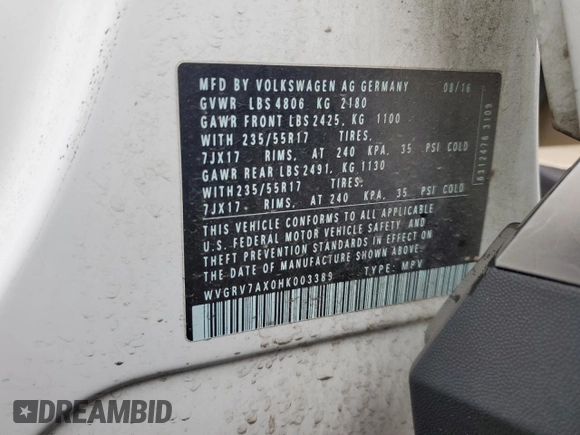 MFD BY VOLKSWAGEN AG GERMANY 08/16
GVWR LBS 4806 KG 2180
GAWR FRONT LBS 2425, KG 1100
WITH 235/55R17 TIRES.
7JX17 RIMS, AT 240 KPA, 35 PSI COLD
GAWR REAR LBS 2491, KG 1130
WITH 235/55R17 TIRES.
7JX17 RIMS, AT 240 KPA, 35 PSI COLD
THIS VEHICLE CONFORMS TO ALL APPLICABLE
U.S. FEDERAL MOTOR VEHICLE SAFETY AND
THEFT PREVENTION STANDARDS IN EFFECT ON
THE DATE OF MANUFACTURE SHOWN ABOVE.
WVGRV7AX0HK003389 TYPE: MPV
6312478 3109
DREAMBID